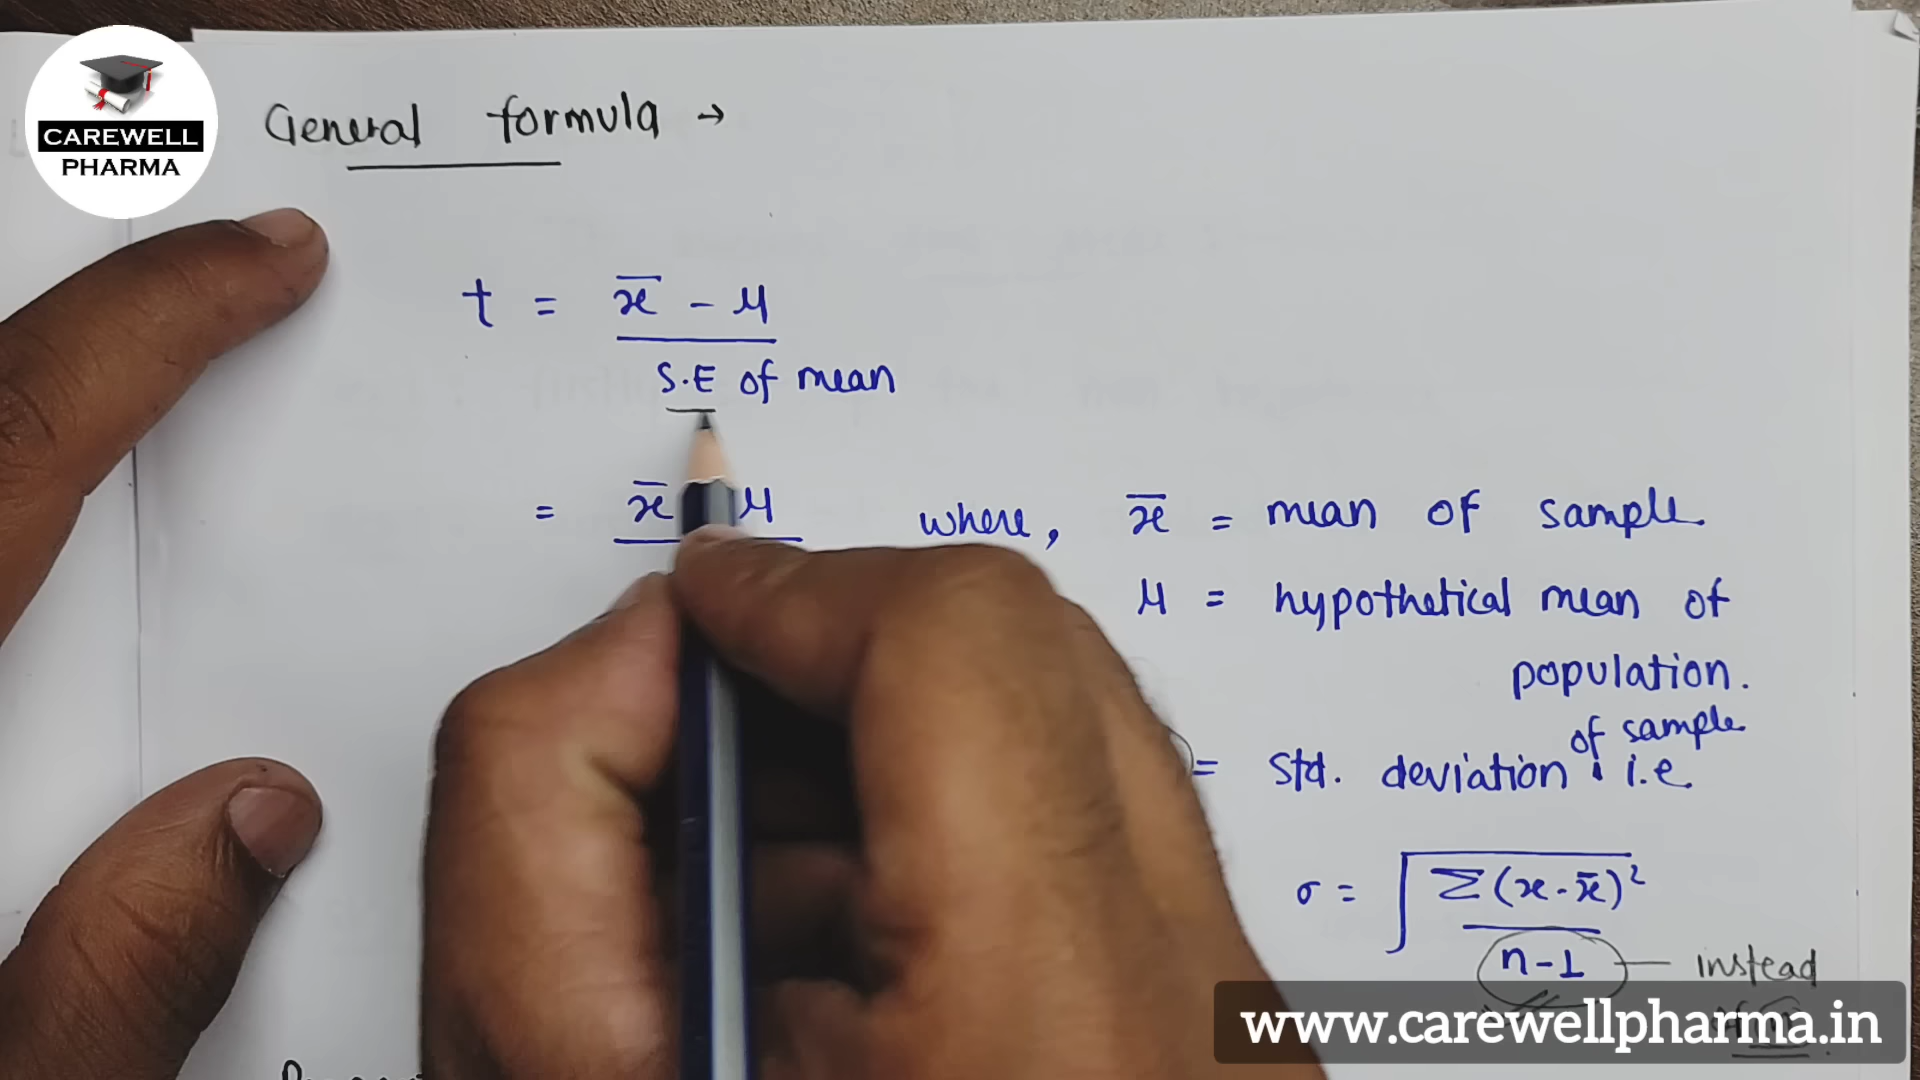 CAREWELL
PHARMA
General formula →
t = x̄ - μ
S.E of mean
= x̄ μ where, x̄ = mean of sample
μ = hypothetical mean of
population.
of sample
= std. deviation i.e
σ = √ Σ(x-x̄)²
n-1 — instead
www.carewellpharma.in